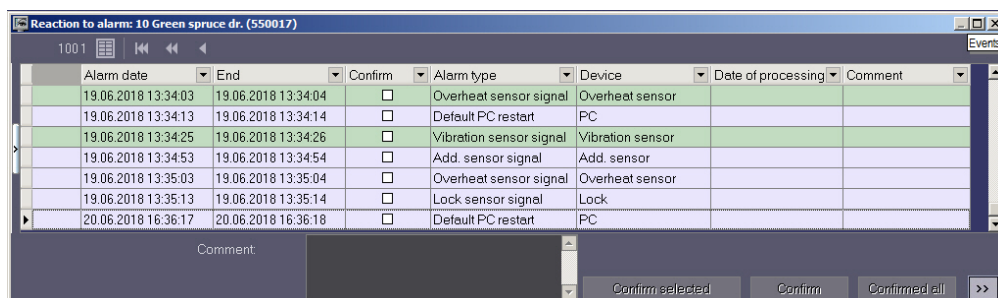 Reaction to alarm: 10 Green spruce dr. (550017)
Events
1001
Alarm date End Confirm Alarm type Device Date of processing Comment
19.06.2018 13:34:03 19.06.2018 13:34:04 Overheat sensor signal Overheat sensor
19.06.2018 13:34:13 19.06.2018 13:34:14 Default PC restart PC
19.06.2018 13:34:25 19.06.2018 13:34:26 Vibration sensor signal Vibration sensor
19.06.2018 13:34:53 19.06.2018 13:34:54 Add. sensor signal Add. sensor
19.06.2018 13:35:03 19.06.2018 13:35:04 Overheat sensor signal Overheat sensor
19.06.2018 13:35:13 19.06.2018 13:35:14 Lock sensor signal Lock
20.06.2018 16:36:17 20.06.2018 16:36:18 Default PC restart PC
Comment:
Confirm selected Confirm Confirmed all >>